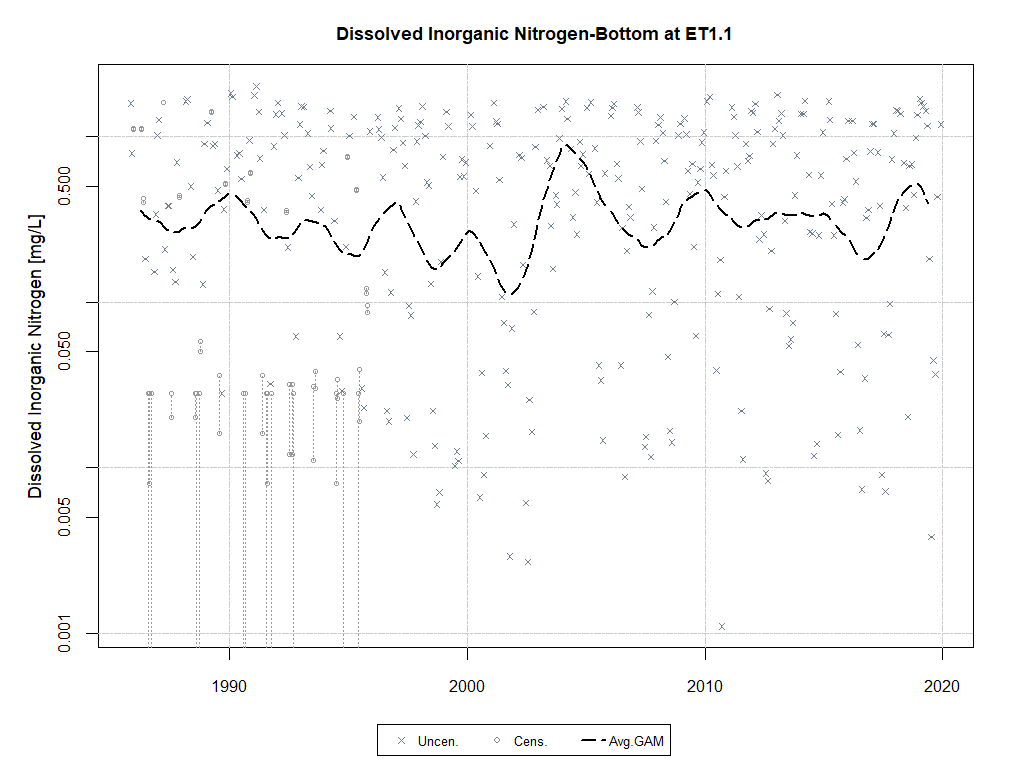 Dissolved Inorganic Nitrogen-Bottom at ET1.1
Dissolved Inorganic Nitrogen [mg/L]
0.500
0.050
0.005
0.001
1990
2000
2010
2020
Uncen.
Cens.
Avg.GAM